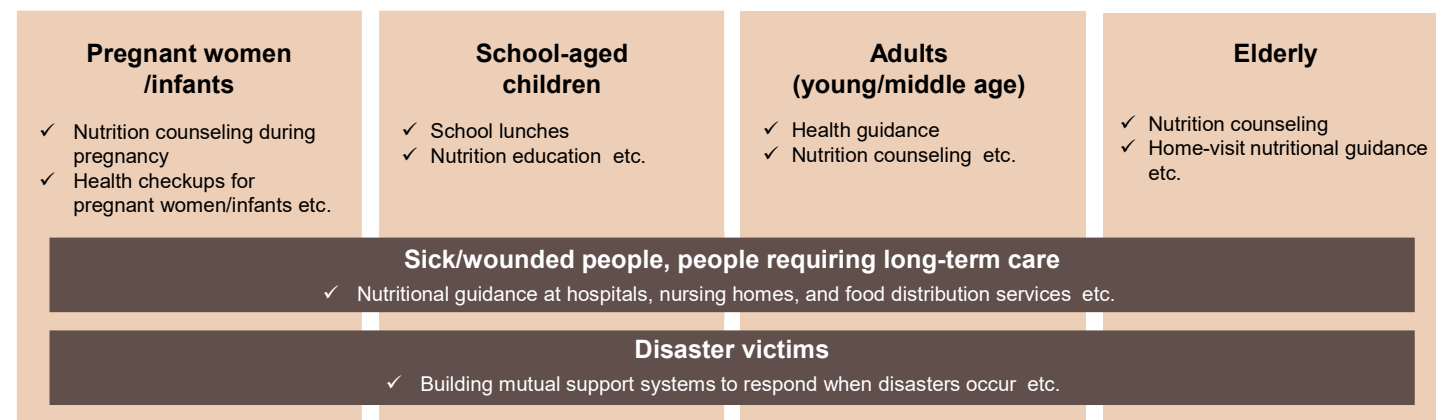 Pregnant women
/infants
✓ Nutrition counseling during
pregnancy
✓ Health checkups for
pregnant women/infants etc.
School-aged
children
✓ School lunches
✓ Nutrition education etc.
Adults
(young/middle age)
✓ Health guidance
✓ Nutrition counseling etc.
Elderly
✓ Nutrition counseling
✓ Home-visit nutritional guidance
etc.
Sick/wounded people, people requiring long-term care
✓ Nutritional guidance at hospitals, nursing homes, and food distribution services etc.
Disaster victims
✓ Building mutual support systems to respond when disasters occur etc.